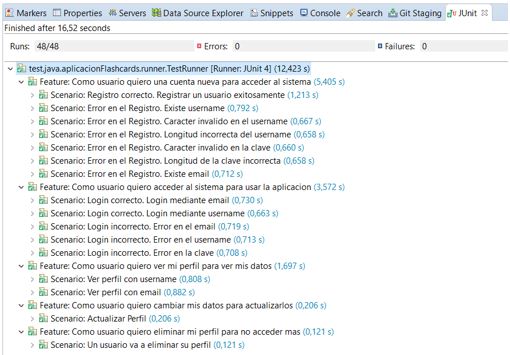 Markers Properties Servers Data Source Explorer Snippets Console Search Git Staging JUnit
Finished after 16,52 seconds
Runs: 48/48 Errors: 0 Failures: 0
test.java.aplicacionFlashcards.runner.TestRunner [Runner: JUnit 4] (12,423 s)
Feature: Como usuario quiero una cuenta nueva para acceder al sistema (5,405 s)
Scenario: Registro correcto. Registrar un usuario exitosamente (1,213 s)
Scenario: Error en el Registro. Existe username (0,792 s)
Scenario: Error en el Registro. Caracter invalido en el username (0,667 s)
Scenario: Error en el Registro. Longitud incorrecta del username (0,658 s)
Scenario: Error en el Registro. Caracter invalido en la clave (0,660 s)
Scenario: Error en el Registro. Longitud de la clave incorrecta (0,658 s)
Scenario: Error en el Registro. Existe email (0,712 s)
Feature: Como usuario quiero acceder al sistema para usar la aplicacion (3,572 s)
Scenario: Login correcto. Login mediante email (0,730 s)
Scenario: Login correcto. Login mediante username (0,663 s)
Scenario: Login incorrecto. Error en el email (0,719 s)
Scenario: Login incorrecto. Error en el username (0,713 s)
Scenario: Login incorrecto. Error en la clave (0,708 s)
Feature: Como usuario quiero ver mi perfil para ver mis datos (1,697 s)
Scenario: Ver perfil con username (0,808 s)
Scenario: Ver perfil con email (0,882 s)
Feature: Como usuario quiero cambiar mis datos para actualizarlos (0,206 s)
Scenario: Actualizar Perfil (0,206 s)
Feature: Como usuario quiero eliminar mi perfil para no acceder mas (0,121 s)
Scenario: Un usuario va a eliminar su perfil (0,121 s)